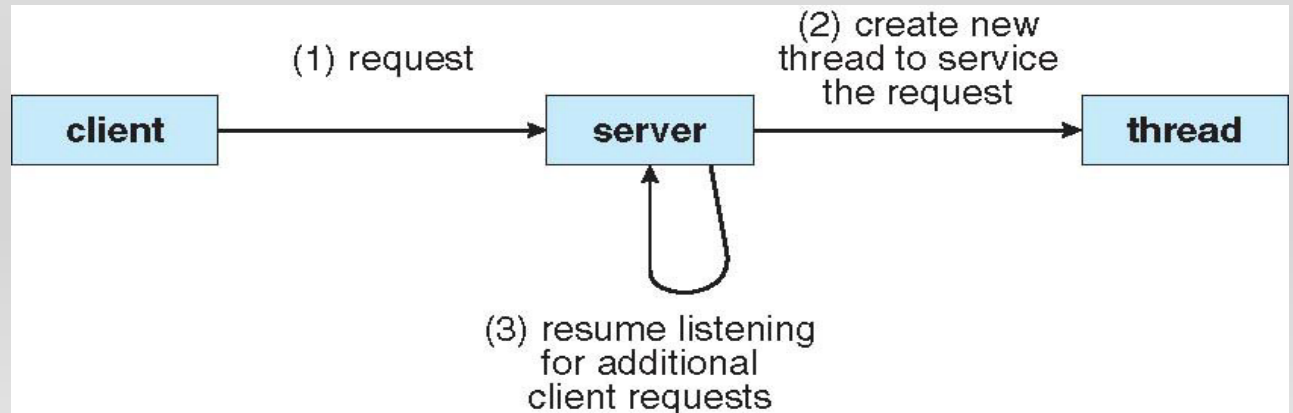 (1) request
(2) create new
thread to service
the request
client
server
thread
(3) resume listening
for additional
client requests